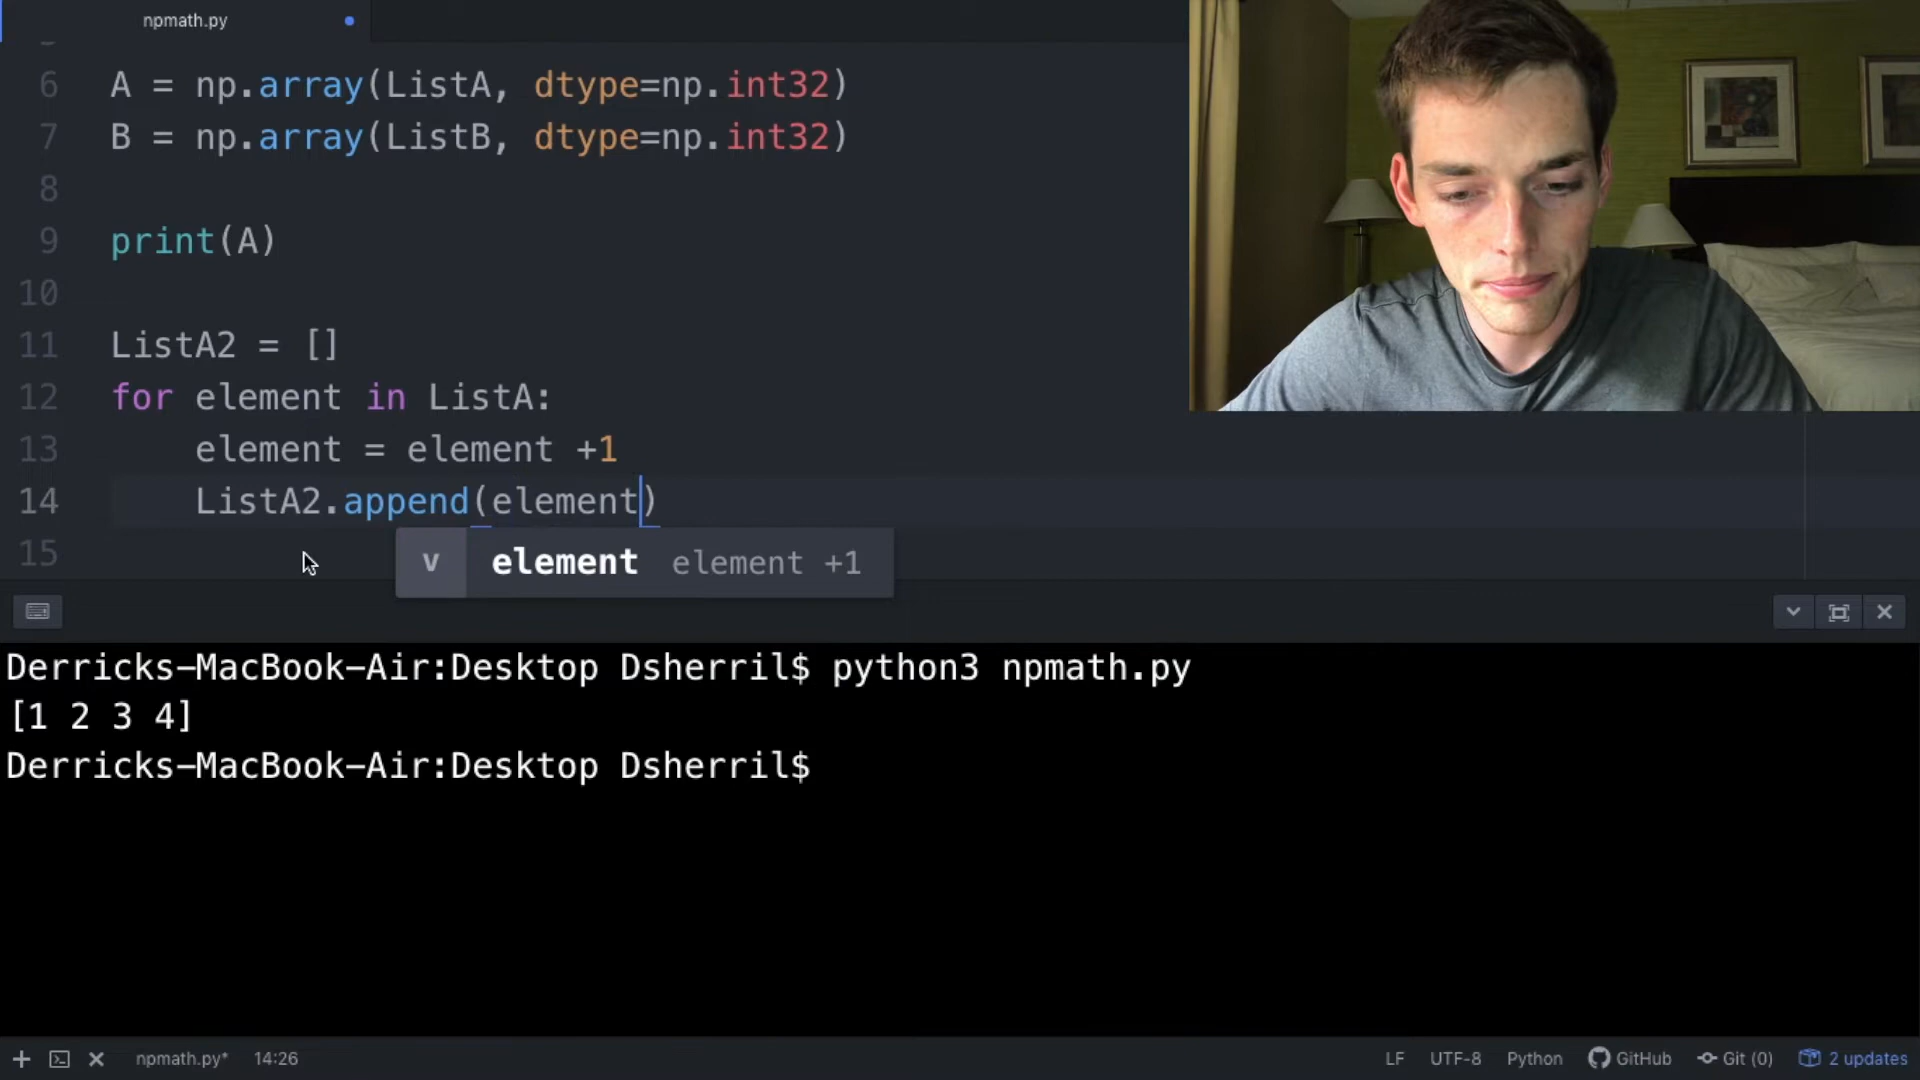 npmath.py
6 A = np.array(ListA, dtype=np.int32)
7 B = np.array(ListB, dtype=np.int32)
8
9 print(A)
10
11 ListA2 = []
12 for element in ListA:
13 element = element +1
14 ListA2.append(element)
v element element +1
15
Derricks-MacBook-Air:Desktop Dsherril$ python3 npmath.py
[1 2 3 4]
Derricks-MacBook-Air:Desktop Dsherril$
npmath.py* 14:26 LF UTF-8 Python GitHub Git (0) 2 updates